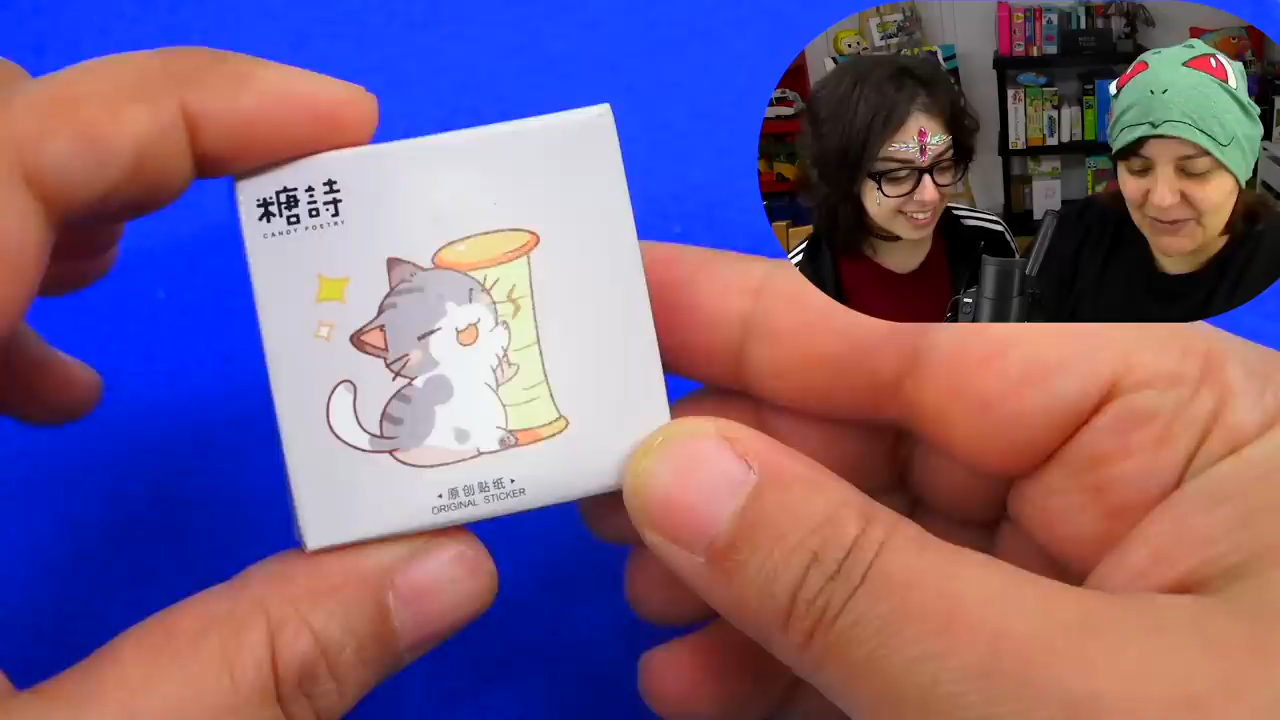 糖詩
CANDY POETRY
◂ 原创贴纸 ▸
ORIGINAL STICKER